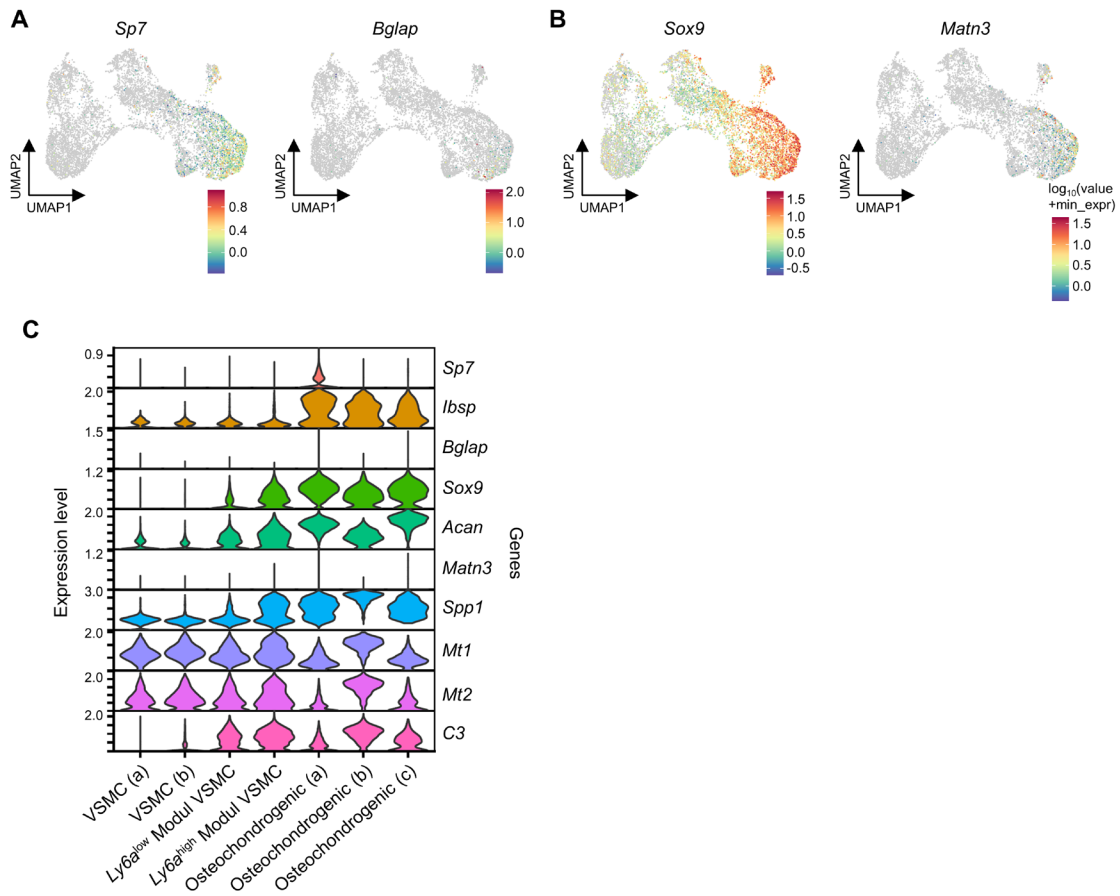 A
Sp7
Bglap
UMAP2
UMAP1
0.8
0.4
0.0
UMAP2
UMAP1
2.0
1.0
0.0
B
Sox9
Matn3
UMAP2
UMAP1
1.5
1.0
0.5
0.0
-0.5
UMAP2
UMAP1
log10(value
+min_expr)
1.5
1.0
0.0
C
Expression level
Genes
0.9
Sp7
2.0
Ibsp
1.5
Bglap
1.2
Sox9
2.0
Acan
1.2
Matn3
3.0
Spp1
2.0
Mt1
2.0
Mt2
2.0
C3
VSMC (a)
VSMC (b)
Ly6alow Modul VSMC
Ly6ahigh Modul VSMC
Osteochondrogenic (a)
Osteochondrogenic (b)
Osteochondrogenic (c)